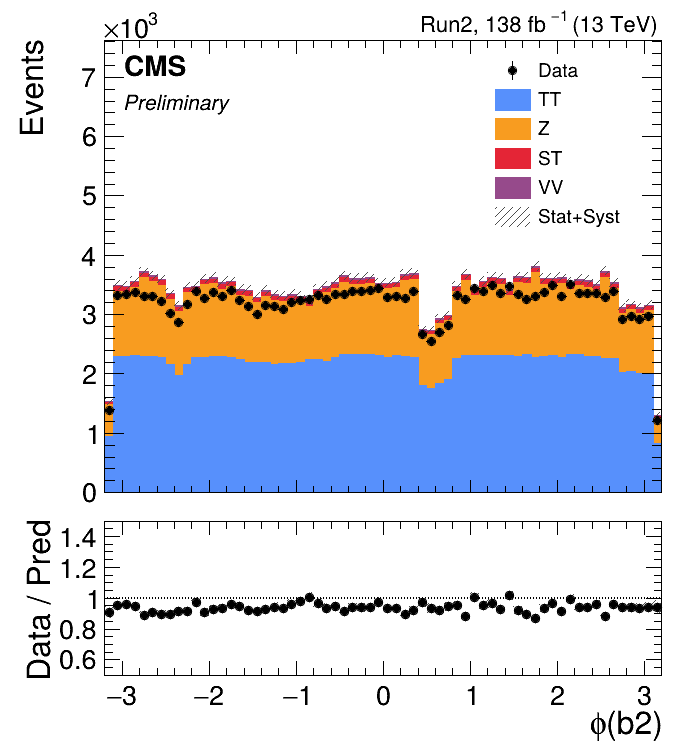 ×10³
Run2, 138 fb⁻¹ (13 TeV)
CMS
Preliminary
Events
7
6
5
4
3
2
1
0
Data
TT
Z
ST
VV
Stat+Syst
Data / Pred
1.4
1.2
1
0.8
0.6
−3
−2
−1
0
1
2
3
ϕ(b2)